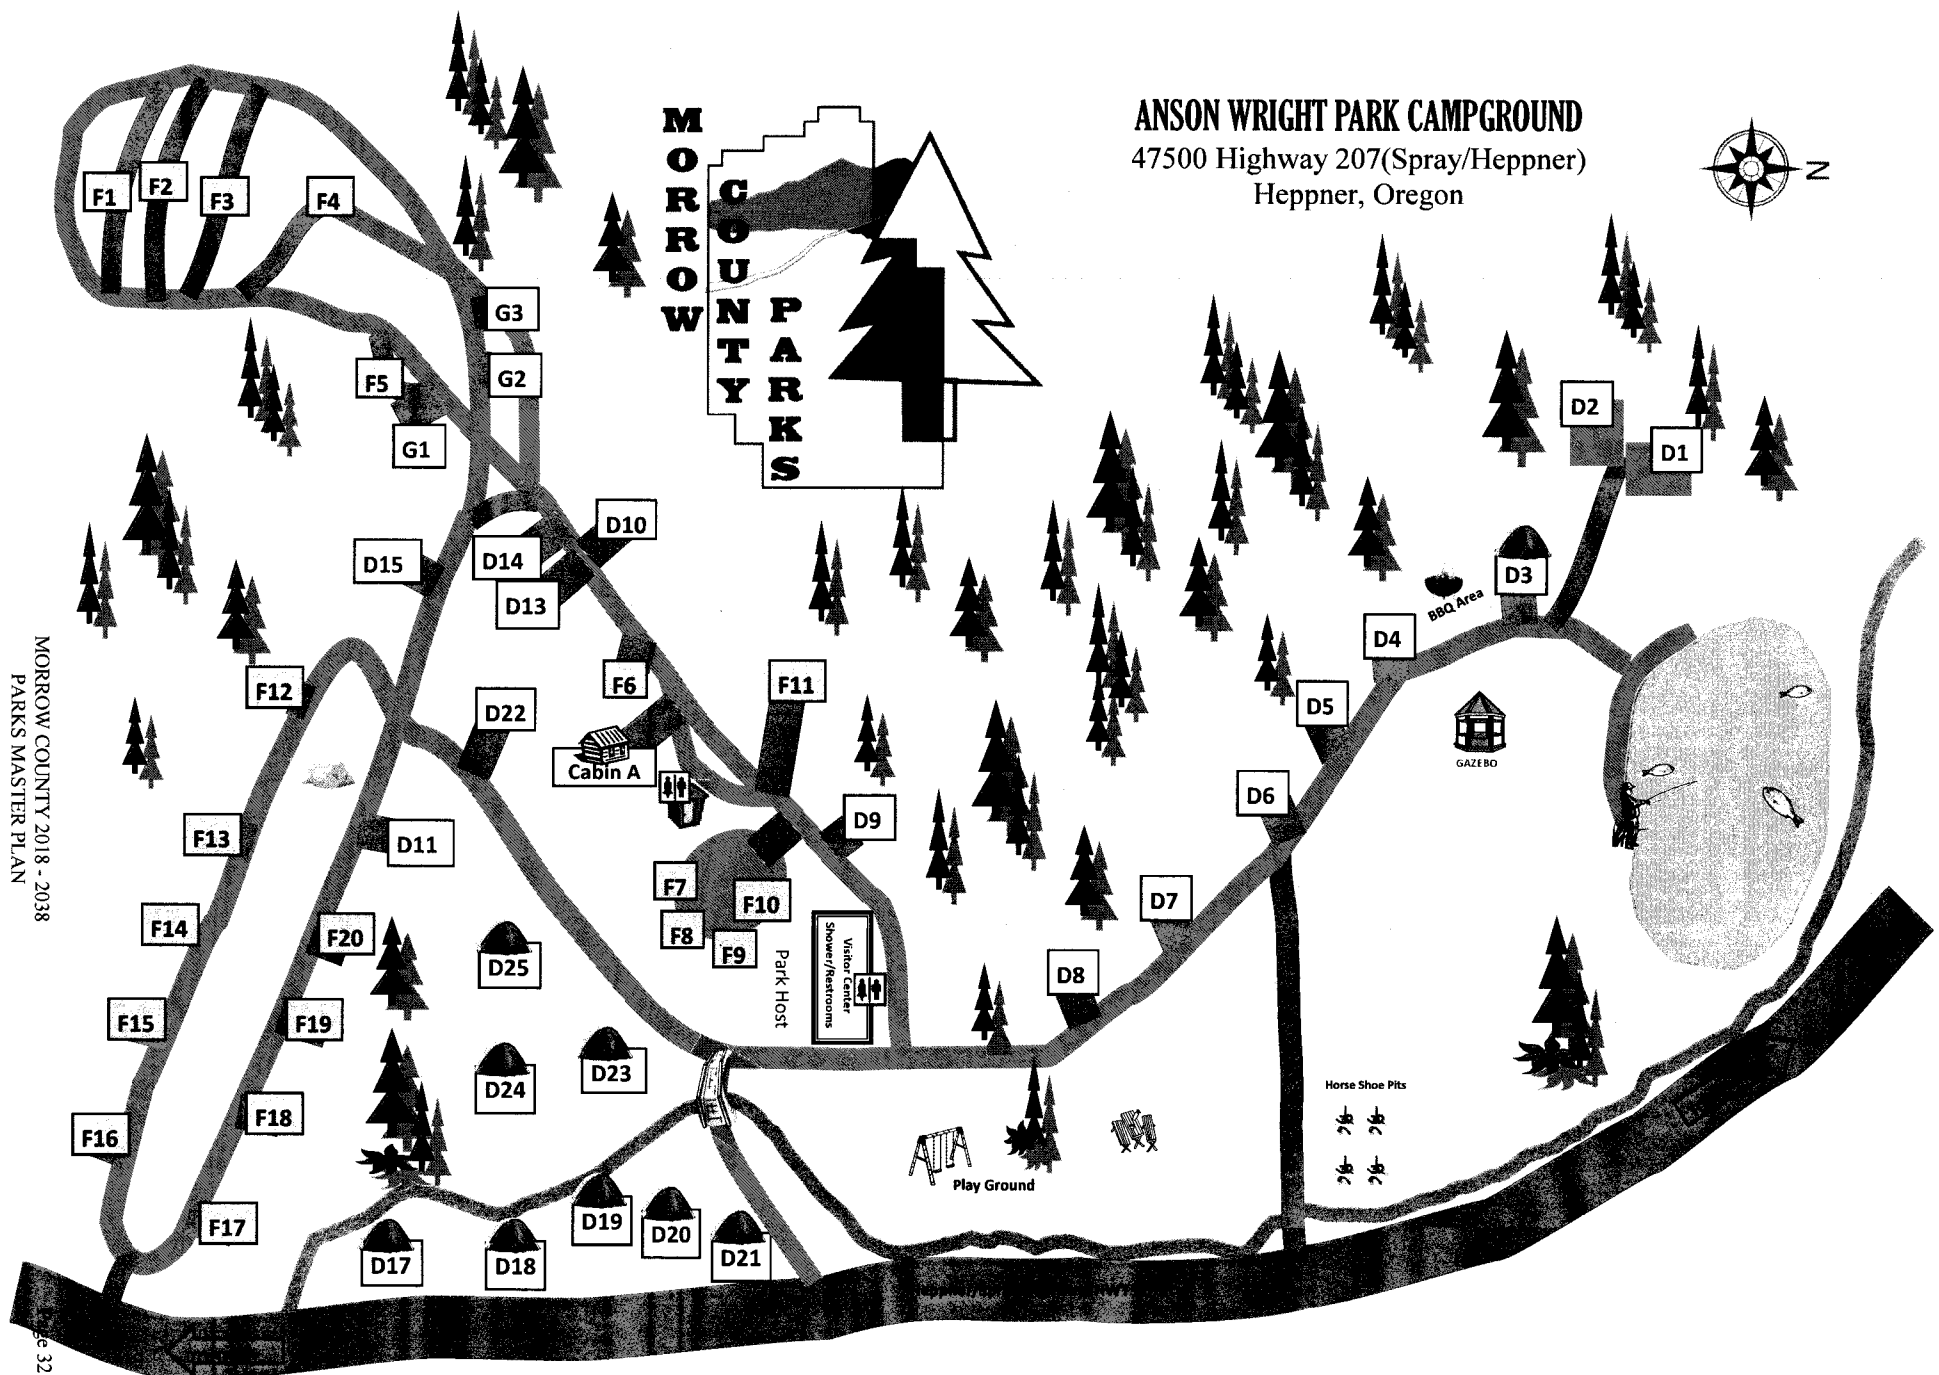 ANSON WRIGHT PARK CAMPGROUND
47500 Highway 207(Spray/Heppner)
Heppner, Oregon
N
MORROW
COUNTY
PARKS
F1
F2
F3
F4
G3
G2
F5
G1
D2
D1
D10
D14
D15
D13
D3
BBQ Area
D4
F6
F11
F12
D22
D5
GAZEBO
Cabin A
D6
D9
F13
D11
F7
F10
D7
F14
F20
F8
F9
D25
Park Host
Visitor Center
Shower/Restrooms
D8
F15
F19
D24
D23
Horse Shoe Pits
F16
F18
Play Ground
F17
D19
D20
D21
D17
D18
MORROW COUNTY 2018 - 2038
PARKS MASTER PLAN
32